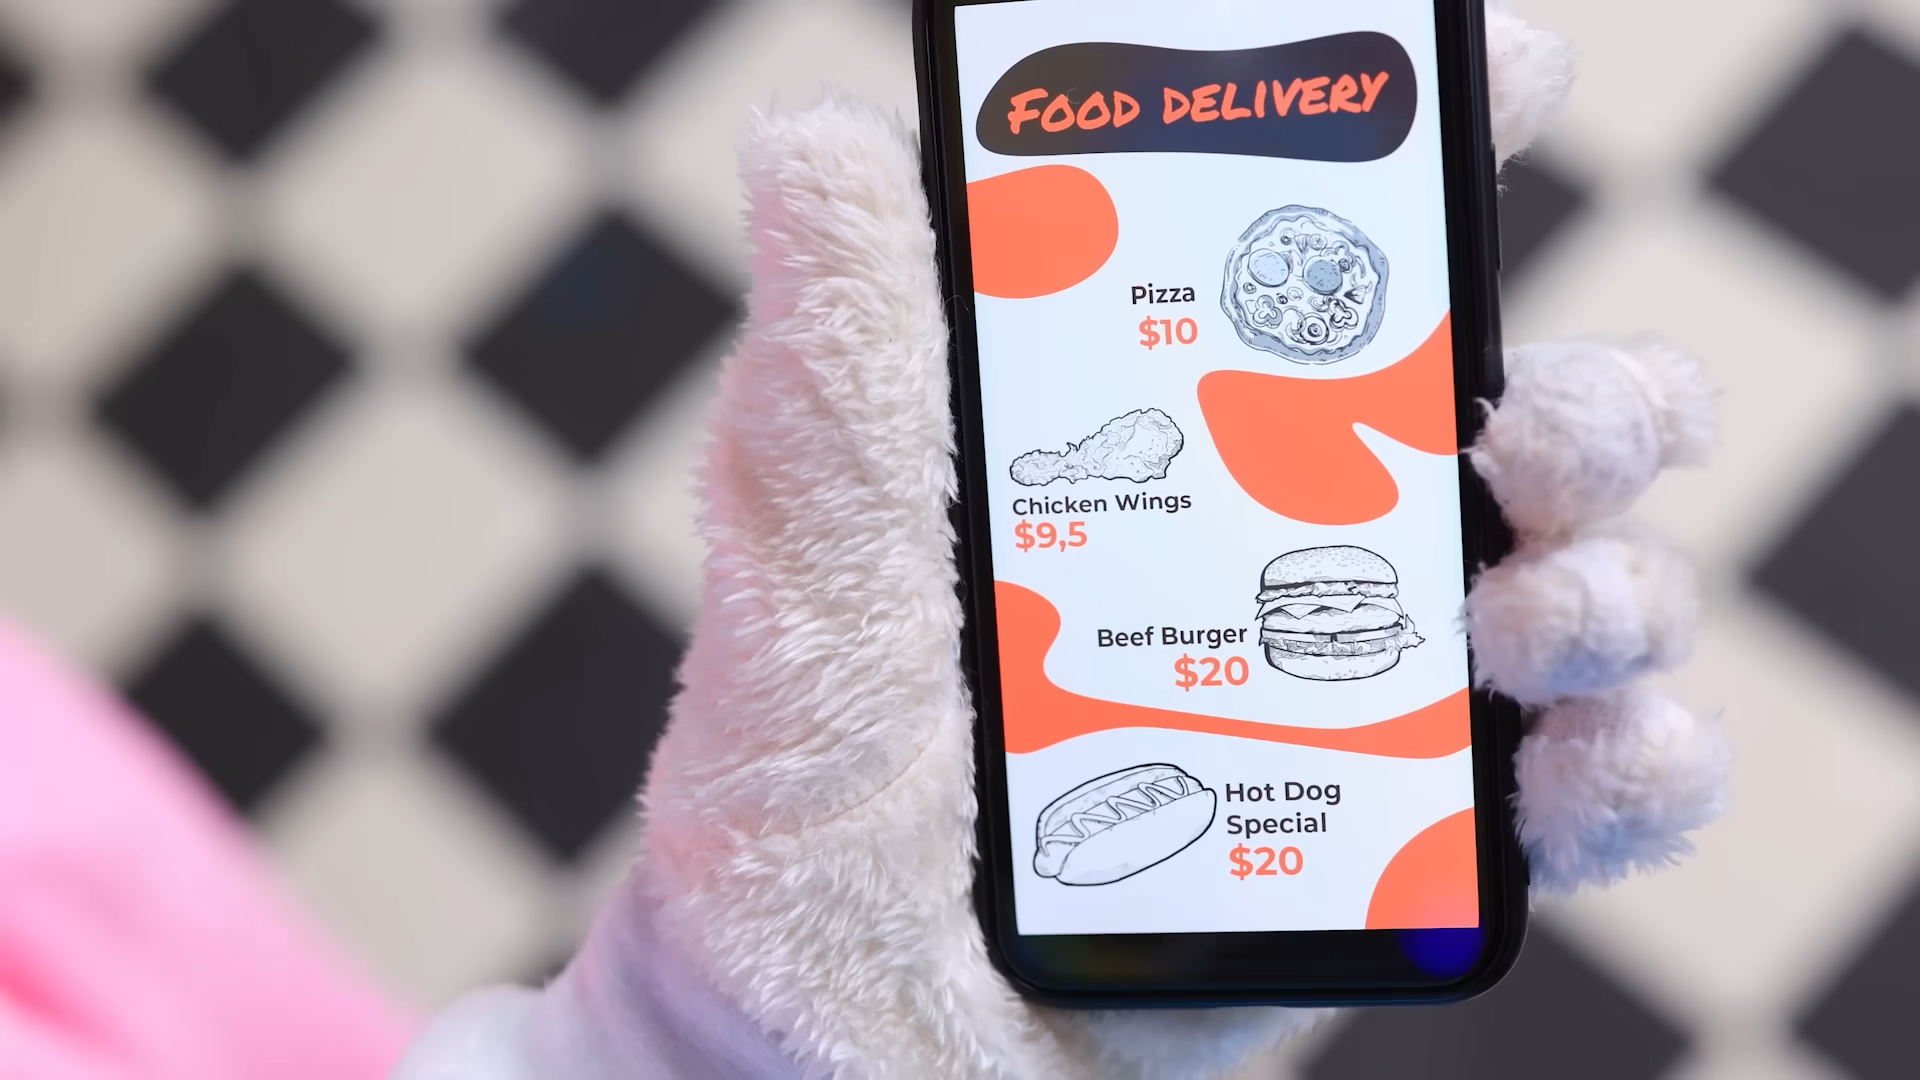 FOOD DELIVERY
Pizza
$10
Chicken Wings
$9,5
Beef Burger
$20
Hot Dog
Special
$20